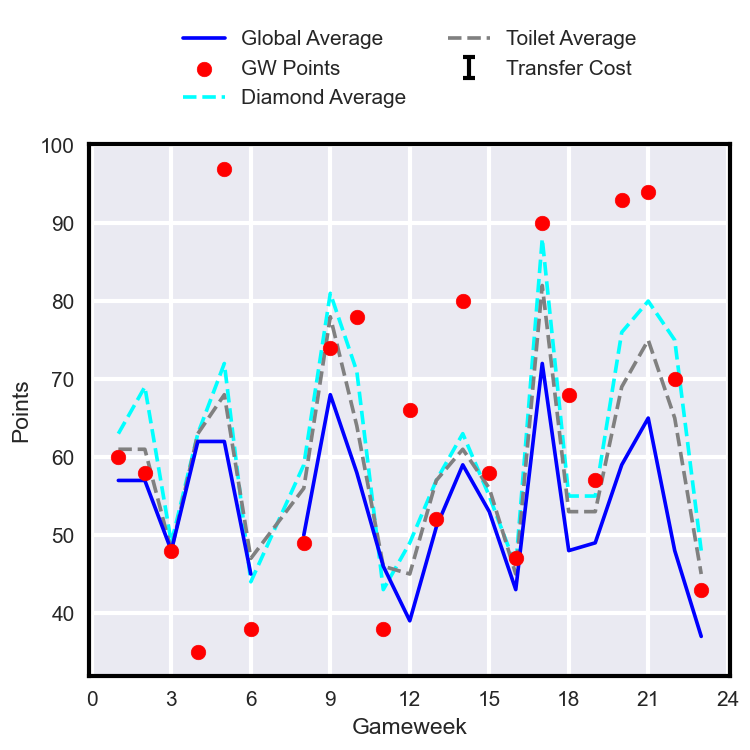 Global Average
GW Points
Diamond Average
Toilet Average
Transfer Cost
100
90
80
70
60
50
40
Points
0 3 6 9 12 15 18 21 24
Gameweek